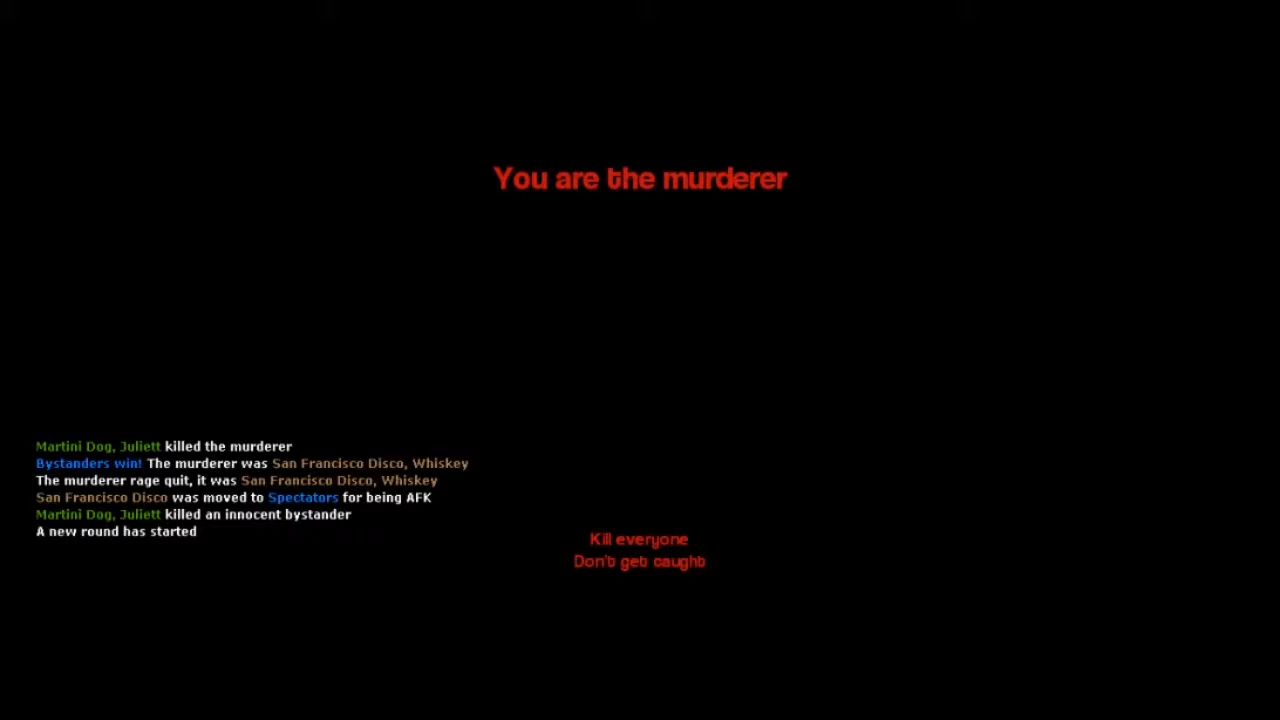 You are the murderer
Martini Dog, Juliett killed the murderer
Bystanders win! The murderer was San Francisco Disco, Whiskey
The murderer rage quit, it was San Francisco Disco, Whiskey
San Francisco Disco was moved to Spectators for being AFK
Martini Dog, Juliett killed an innocent bystander
A new round has started
Kill everyone
Don't get caught